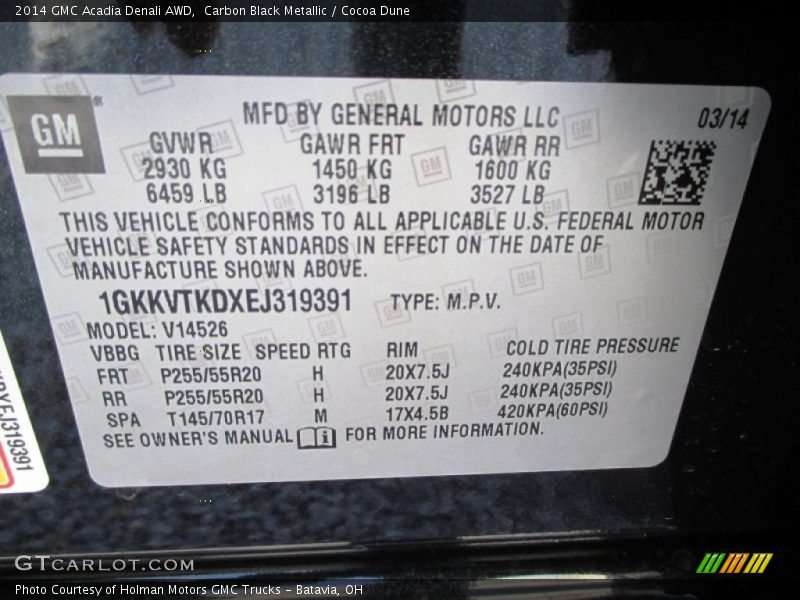 2014 GMC Acadia Denali AWD,  Carbon Black Metallic / Cocoa Dune
GM
MFD BY GENERAL MOTORS LLC 03/14
GVWR GAWR FRT GAWR RR
2930 KG 1450 KG 1600 KG
6459 LB 3196 LB 3527 LB
THIS VEHICLE CONFORMS TO ALL APPLICABLE U.S. FEDERAL MOTOR
VEHICLE SAFETY STANDARDS IN EFFECT ON THE DATE OF
MANUFACTURE SHOWN ABOVE.
1GKKVTKDXEJ319391 TYPE: M.P.V.
MODEL: V14526
VBBG TIRE SIZE SPEED RTG RIM COLD TIRE PRESSURE
FRT P255/55R20 H 20X7.5J 240KPA(35PSI)
RR P255/55R20 H 20X7.5J 240KPA(35PSI)
SPA T145/70R17 M 17X4.5B 420KPA(60PSI)
SEE OWNER'S MANUAL FOR MORE INFORMATION.
DXEJ319391
GTCARLOT.COM
Photo Courtesy of Holman Motors GMC Trucks – Batavia, OH